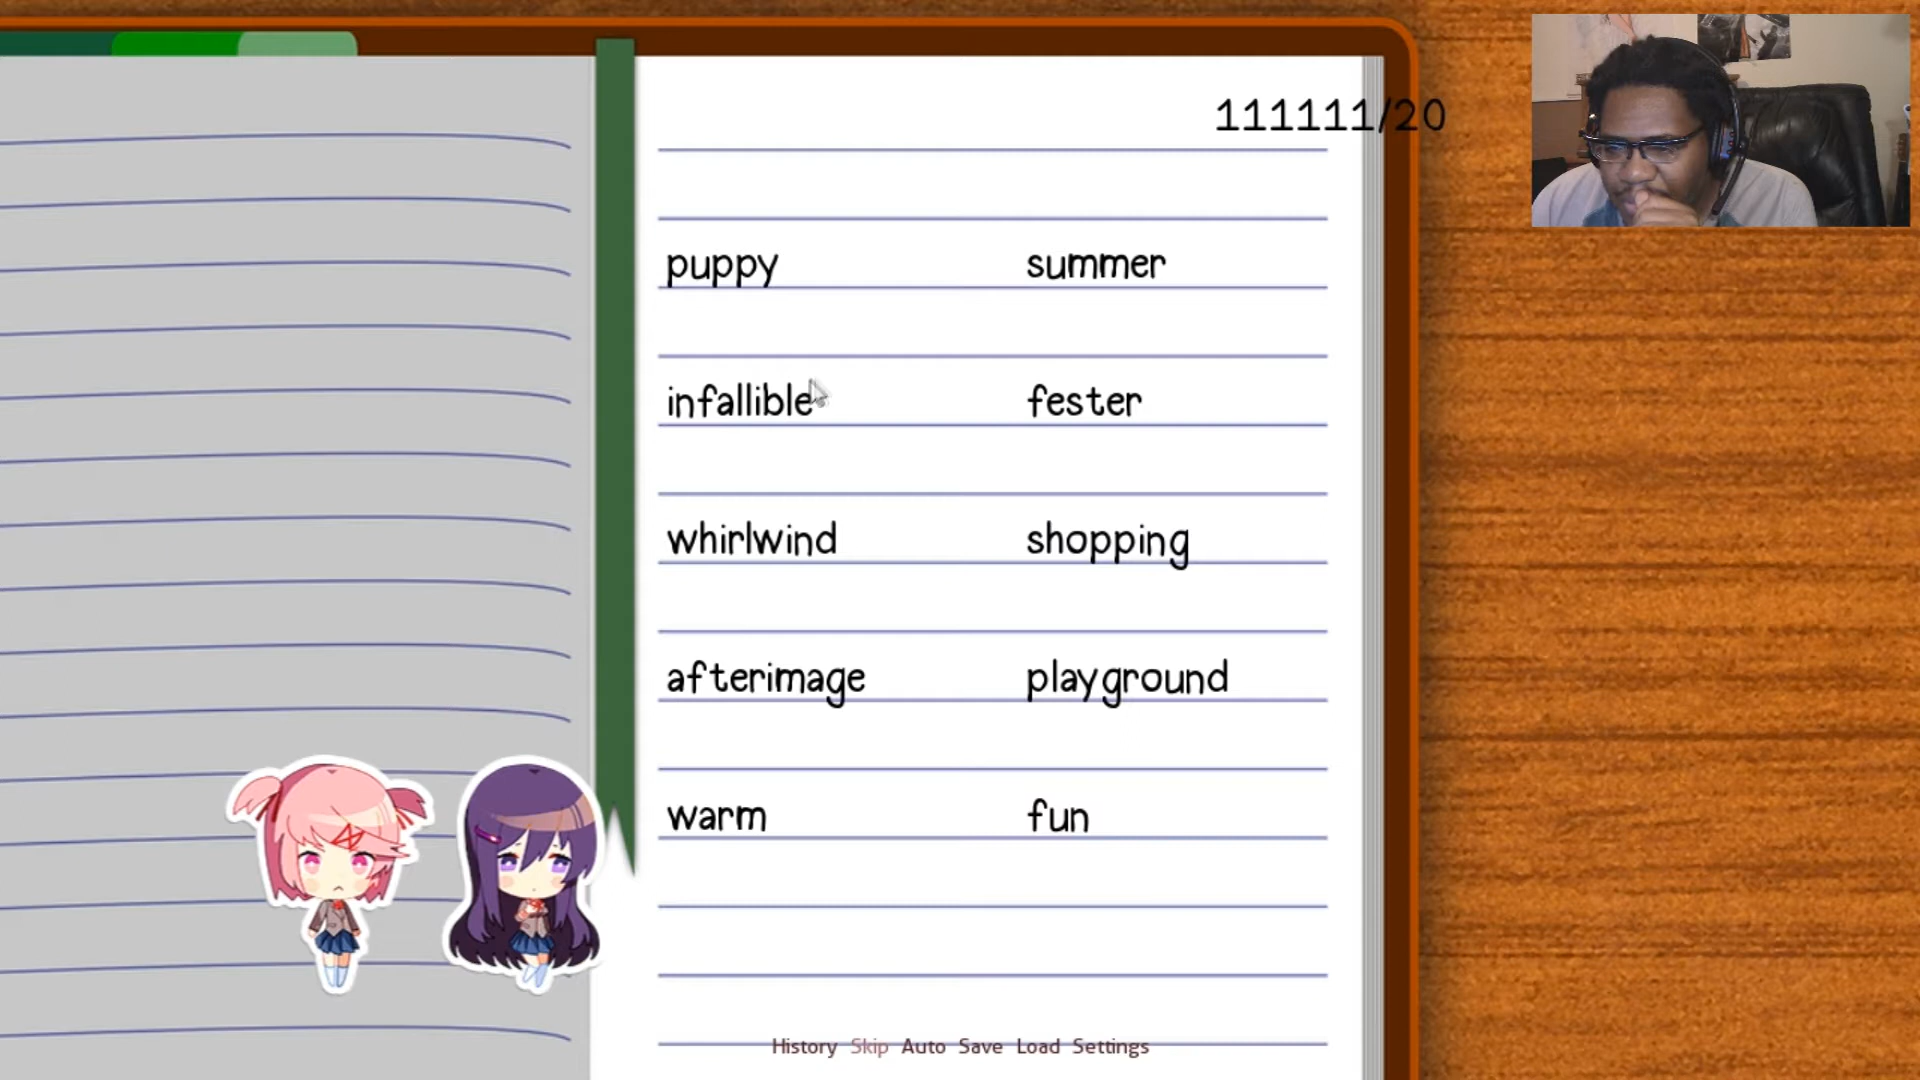 111111/20
puppy summer
infallible fester
whirlwind shopping
afterimage playground
warm fun
History Skip Auto Save Load Settings